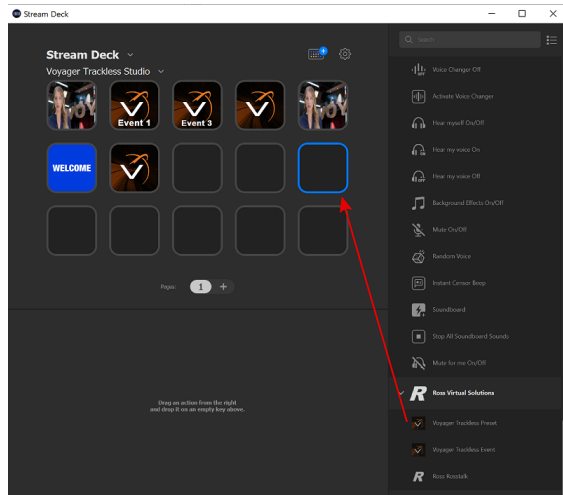 Stream Deck
Search
Stream Deck
Voyager Trackless Studio
Event 1
Event 3
WELCOME
Pages:
1
+
Drag an action from the right
and drop it on an empty key above.
Voice Changer Off
Activate Voice Changer
Hear myself On/Off
Hear my voice On
Hear my voice Off
Background Effects On/Off
Mute On/Off
Random Voice
Instant Censor Beep
Soundboard
Stop All Soundboard Sounds
Mute for me On/Off
Ross Virtual Solutions
Voyager Trackless Preset
Voyager Trackless Event
Ross Rosstalk